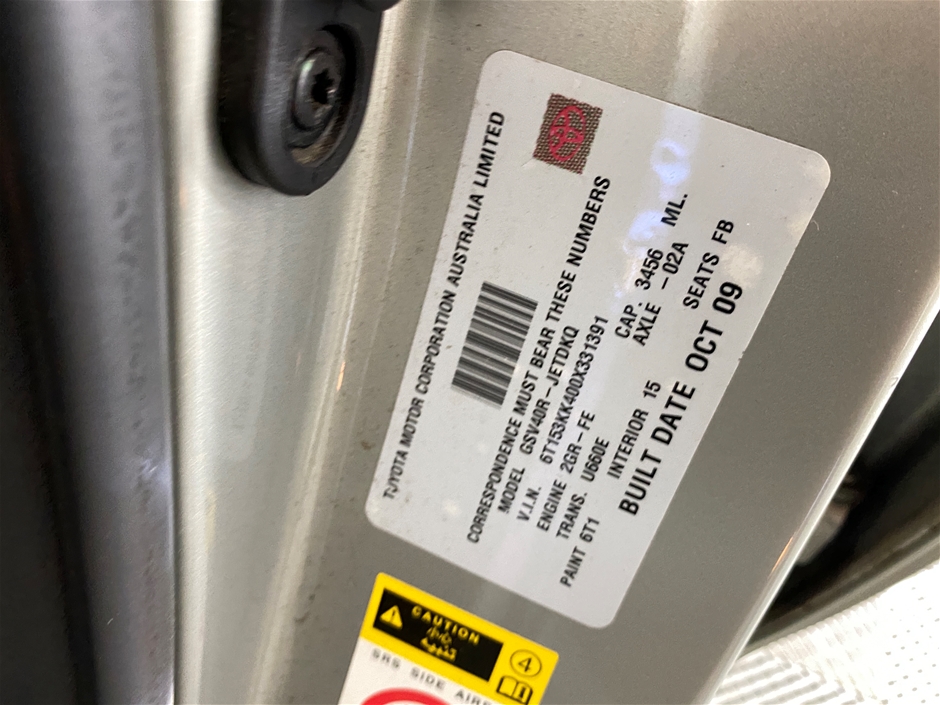 TOYOTA MOTOR CORPORATION AUSTRALIA LIMITED
CORRESPONDENCE MUST BEAR THESE NUMBERS
MODEL GSV40R-JETDKQ
V.I.N. 6T153KK400X331391
ENGINE 2GR-FE CAP. 3456 ML.
TRANS. U660E AXLE -02A
PAINT 6T1 INTERIOR 15 SEATS FB
BUILT DATE OCT 09
CAUTION
4
SRS SIDE